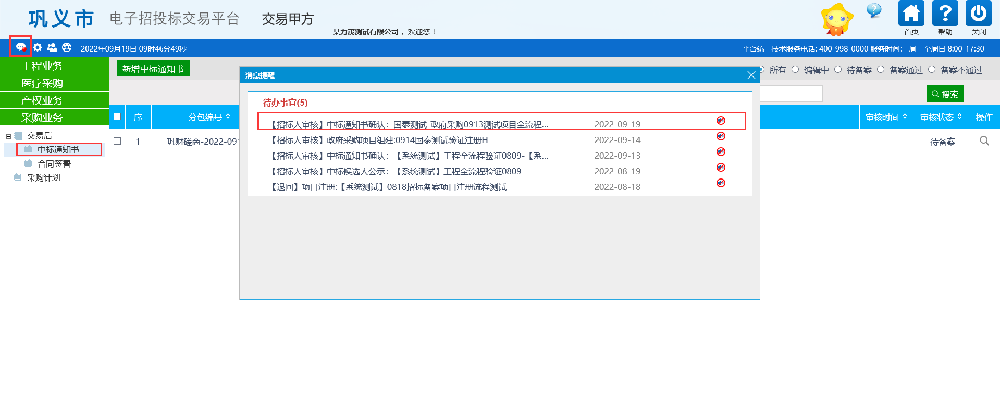 巩义市 电子招投标交易平台 交易甲方
某力茂测试有限公司 ，欢迎您！
首页 帮助 关闭
2022年09月19日 09时46分49秒
平台统一技术服务电话: 400-998-0000 服务时间： 周一至周日 8:00-17:30
工程业务
医疗采购
产权业务
采购业务
交易后
中标通知书
合同签署
采购计划
新增中标通知书
所有 编辑中 待备案 备案通过 备案不通过
搜索
序 分包编号 审核时间 审核状态 操作
1 巩财磋商-2022-091 待备案
消息提醒
待办事宜(5)
【招标人审核】中标通知书确认：国泰测试-政府采购0913测试项目全流程... 2022-09-19
【招标人审核】政府采购项目组建:0914国泰测试验证注册H 2022-09-14
【招标人审核】中标通知书确认：【系统测试】工程全流程验证0809-【系... 2022-09-13
【招标人审核】中标候选人公示：【系统测试】工程全流程验证0809 2022-08-19
【退回】项目注册:【系统测试】0818招标备案项目注册流程测试 2022-08-18